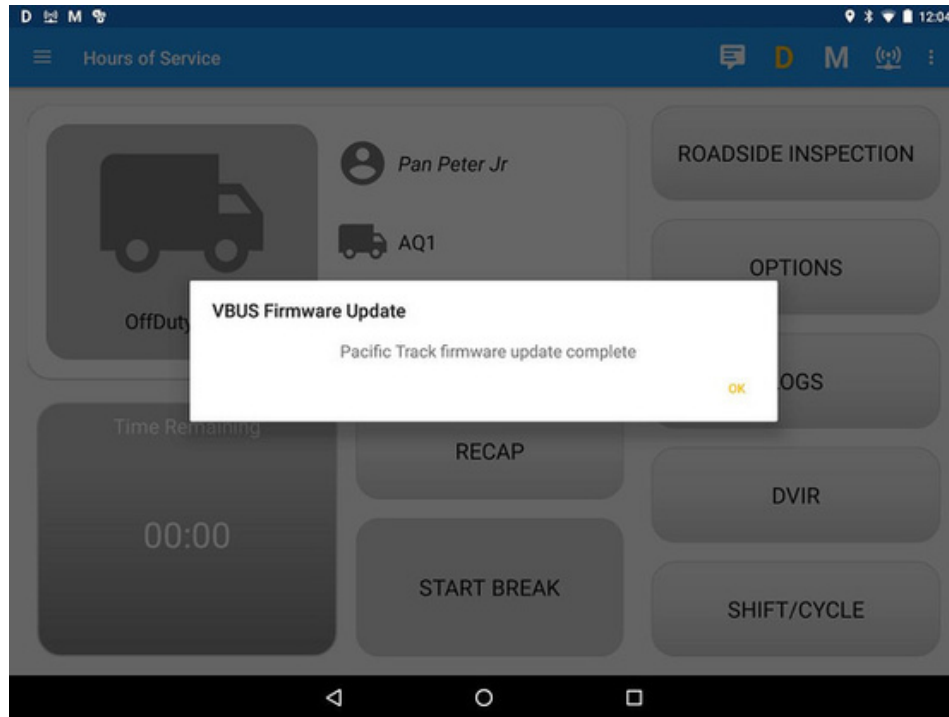 D M 12:04
Hours of Service D M
Pan Peter Jr
AQ1
OffDuty
ROADSIDE INSPECTION
OPTIONS
VBUS Firmware Update
Pacific Track firmware update complete
OK
OGS
Time Remaining
00:00
RECAP
START BREAK
DVIR
SHIFT/CYCLE